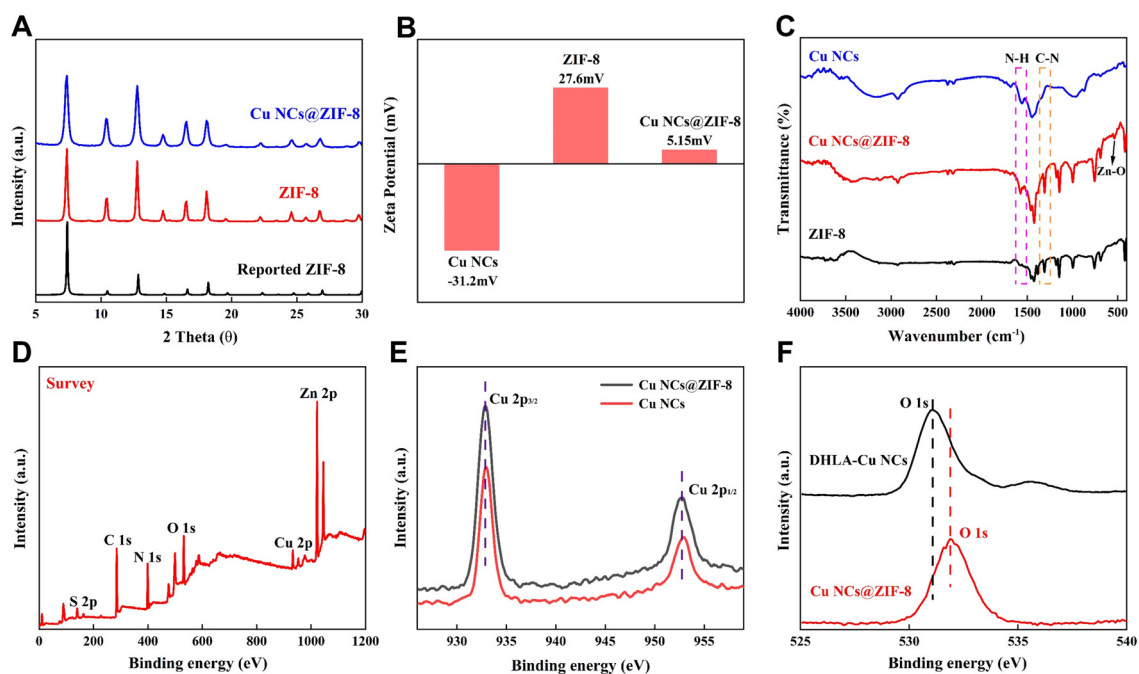 A
Intensity (a.u.)
Cu NCs@ZIF-8
ZIF-8
Reported ZIF-8
5 10 15 20 25 30
2 Theta (θ)
B
Zeta Potential (mV)
ZIF-8
27.6mV
Cu NCs@ZIF-8
5.15mV
Cu NCs
-31.2mV
C
Transmittance (%)
Cu NCs
N-H C-N
Cu NCs@ZIF-8
Zn-O
ZIF-8
4000 3500 3000 2500 2000 1500 1000 500
Wavenumber (cm⁻¹)
D
Survey
Intensity (a.u.)
Zn 2p
C 1s
O 1s
N 1s
Cu 2p
S 2p
0 200 400 600 800 1000 1200
Binding energy (eV)
E
Intensity (a.u.)
Cu NCs@ZIF-8
Cu NCs
Cu 2p3/2
Cu 2p1/2
930 935 940 945 950 955
Binding energy (eV)
F
Intensity (a.u.)
O 1s
DHLA-Cu NCs
O 1s
Cu NCs@ZIF-8
525 530 535 540
Binding energy (eV)